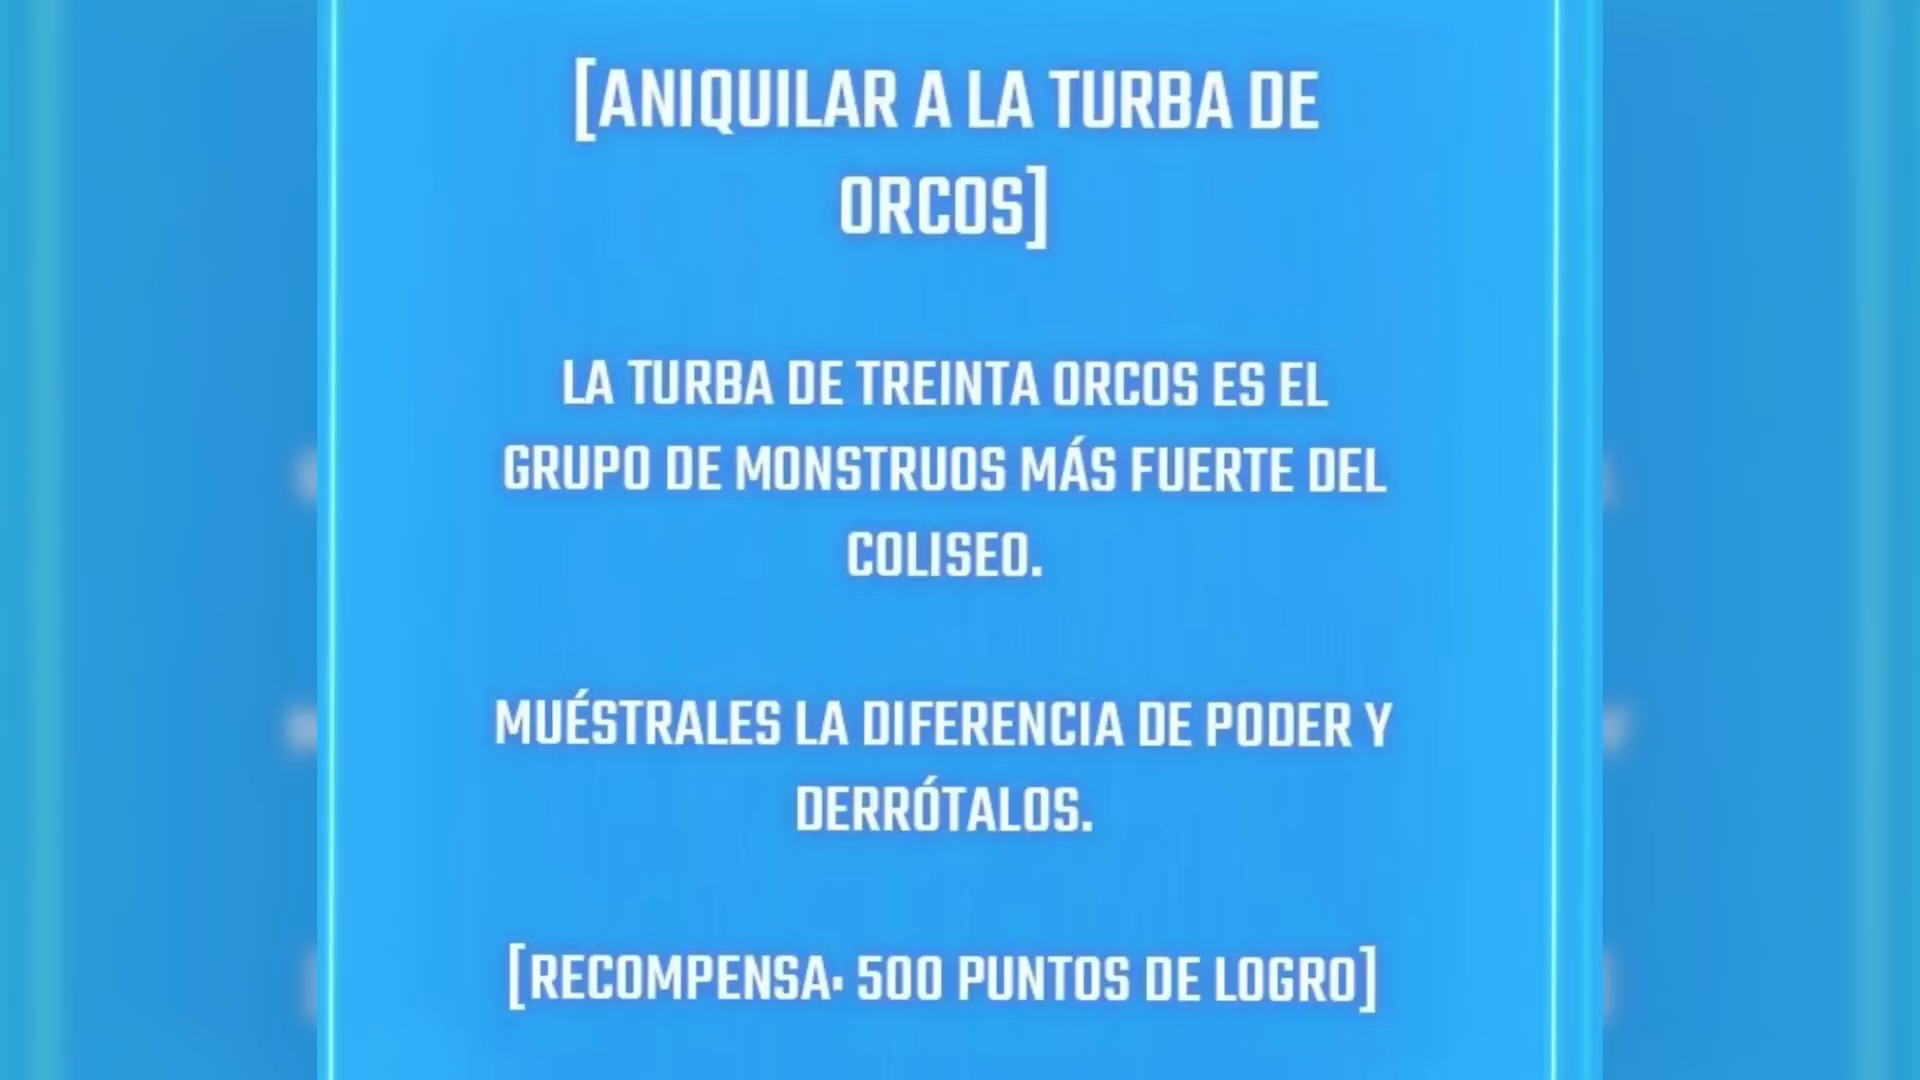 [ANIQUILAR A LA TURBA DE
ORCOS]
LA TURBA DE TREINTA ORCOS ES EL
GRUPO DE MONSTRUOS MÁS FUERTE DEL
COLISEO.
MUÉSTRALES LA DIFERENCIA DE PODER Y
DERRÓTALOS.
[RECOMPENSA: 500 PUNTOS DE LOGRO]